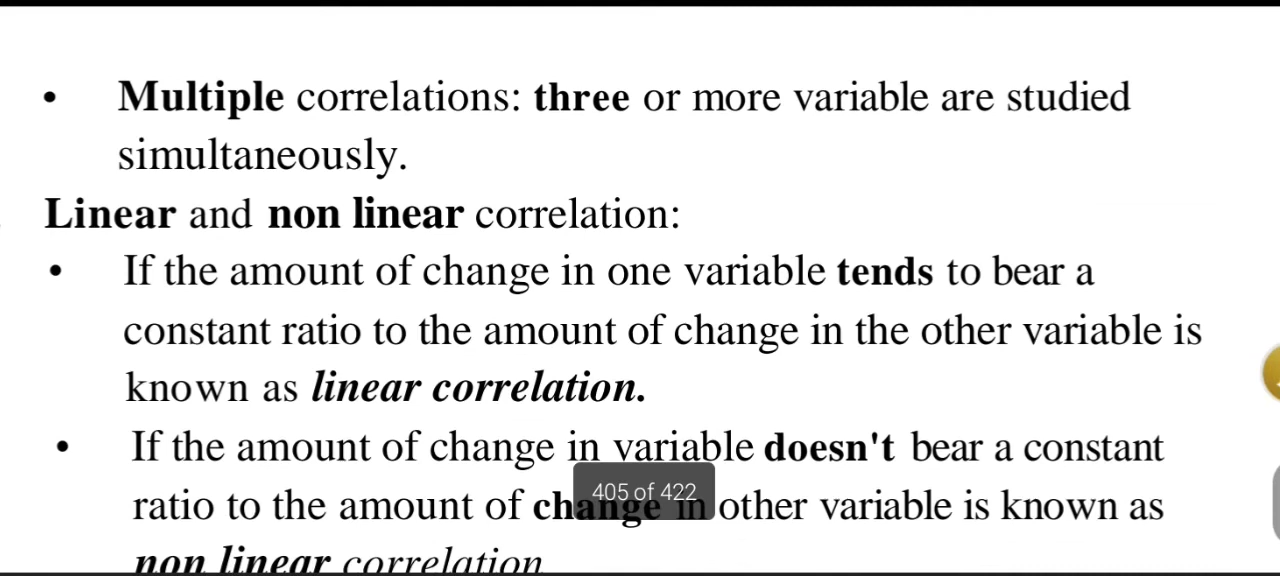 • Multiple correlations: three or more variable are studied
simultaneously.
Linear and non linear correlation:
• If the amount of change in one variable tends to bear a
constant ratio to the amount of change in the other variable is
known as linear correlation.
• If the amount of change in variable doesn't bear a constant
405 of 422
ratio to the amount of change in other variable is known as
non linear correlation